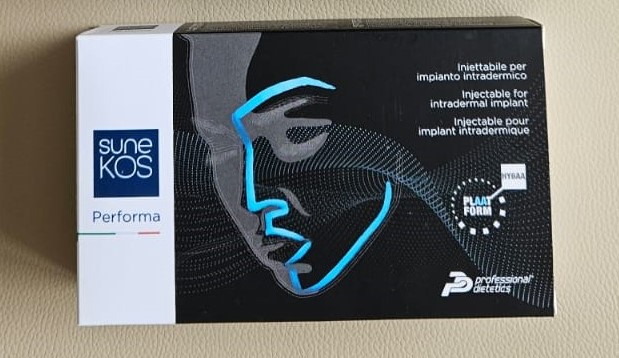 sune
KOS
Performa
Iniettabile per
impianto intradermico
Injectable for
intradermal implant
Injectable pour
implant intradermique
HY6AA
PLAAT
FORM
professional
dietetics